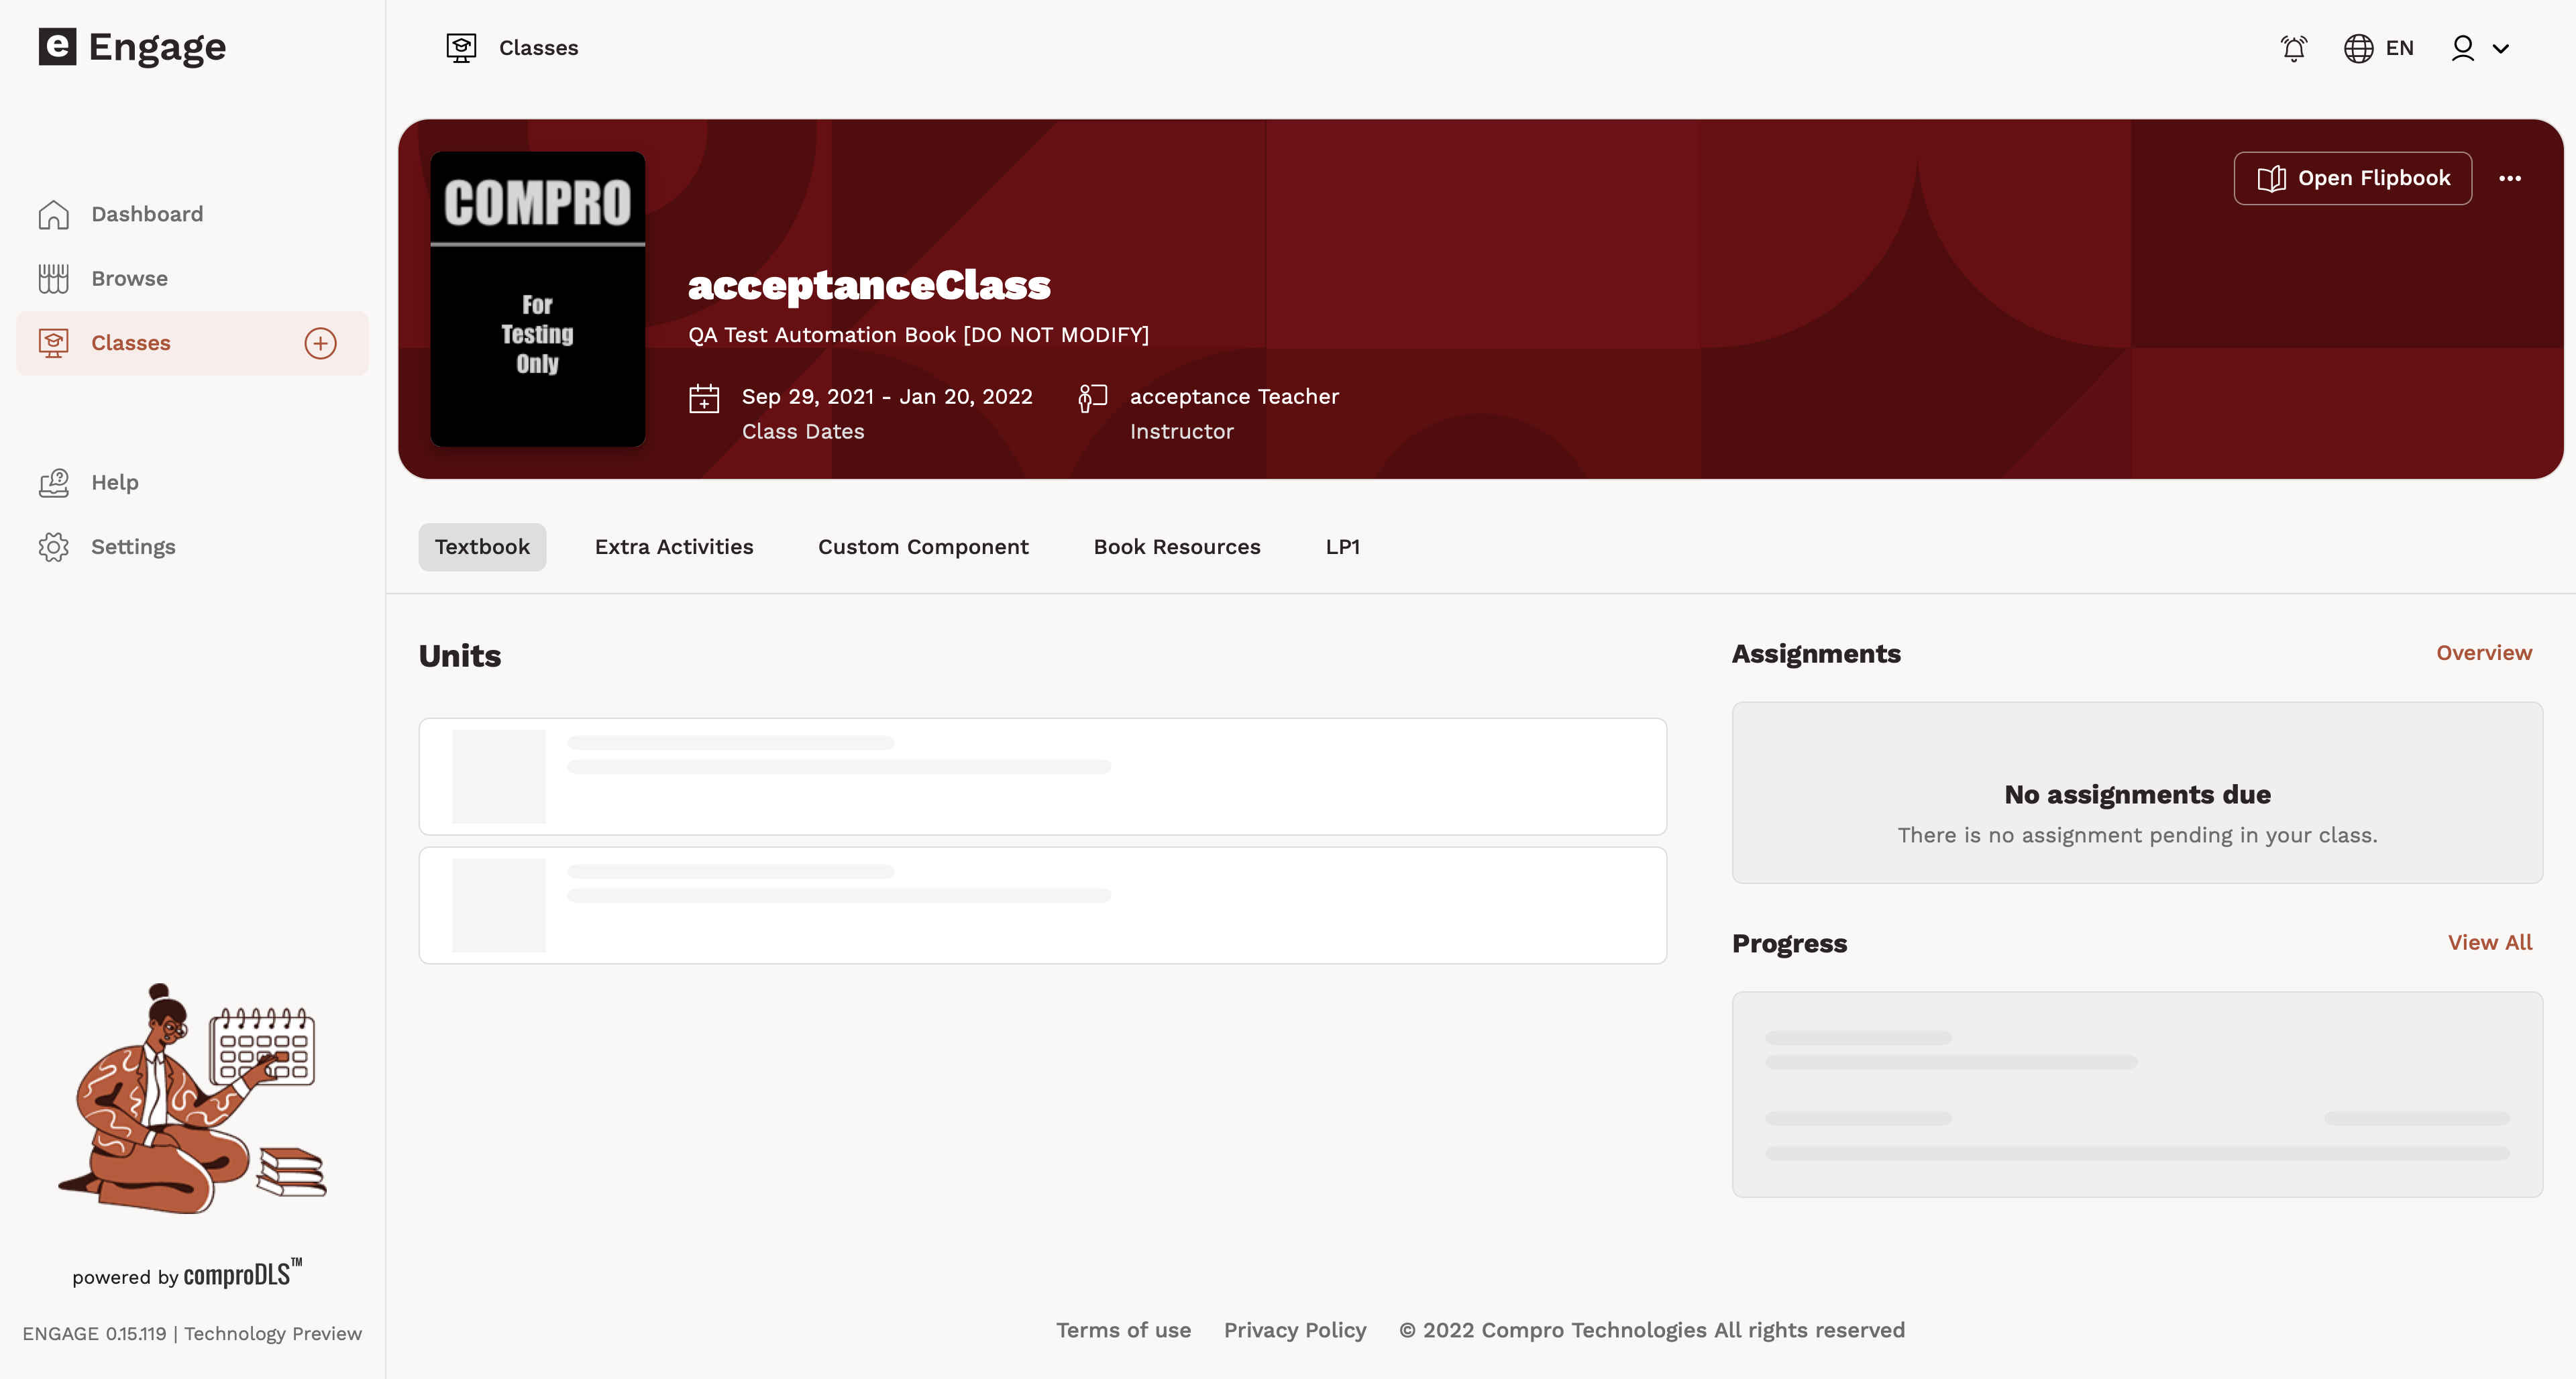 e Engage
Classes
EN
Dashboard
Browse
Classes
Help
Settings
COMPRO
For
Testing
Only
Open Flipbook
acceptanceClass
QA Test Automation Book [DO NOT MODIFY]
Sep 29, 2021 - Jan 20, 2022
Class Dates
acceptance Teacher
Instructor
Textbook
Extra Activities
Custom Component
Book Resources
LP1
Units
Assignments
Overview
No assignments due
There is no assignment pending in your class.
Progress
View All
powered by comproDLS™
ENGAGE 0.15.119 | Technology Preview
Terms of use
Privacy Policy
© 2022 Compro Technologies All rights reserved